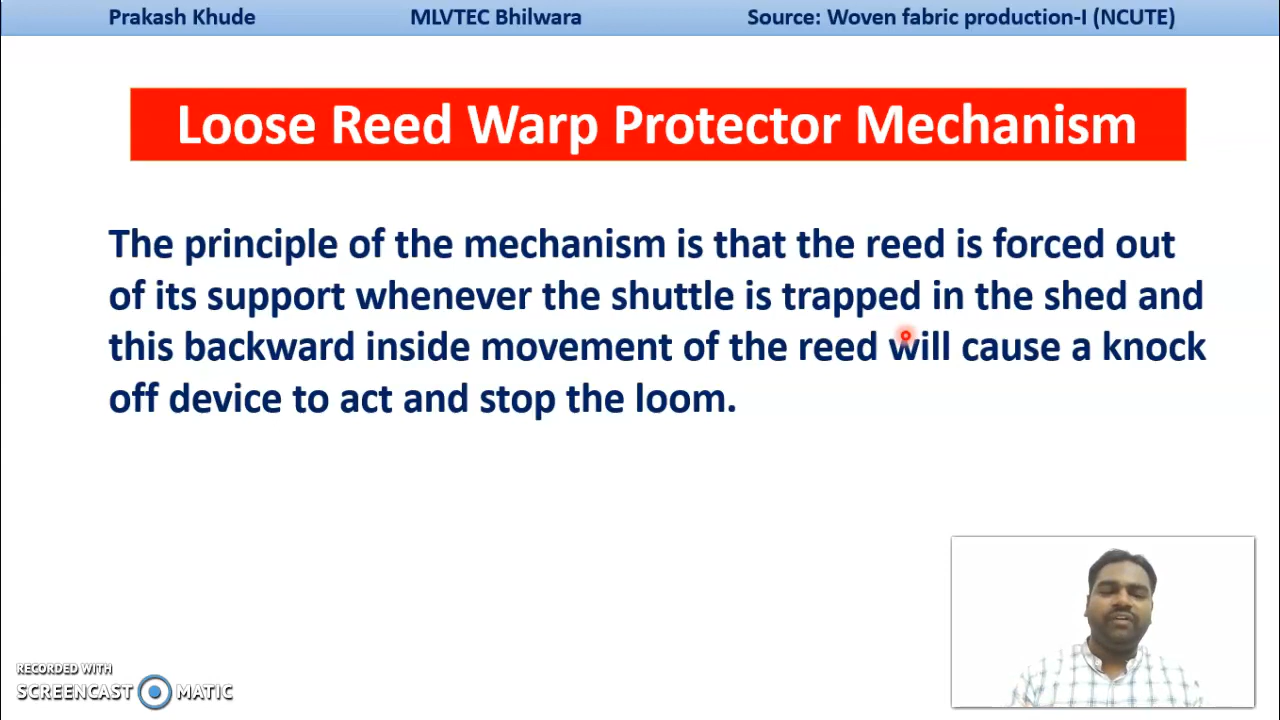 Prakash Khude MLVTEC Bhilwara Source: Woven fabric production-I (NCUTE)
Loose Reed Warp Protector Mechanism
The principle of the mechanism is that the reed is forced out
of its support whenever the shuttle is trapped in the shed and
this backward inside movement of the reed will cause a knock
off device to act and stop the loom.
RECORDED WITH
SCREENCAST MATIC